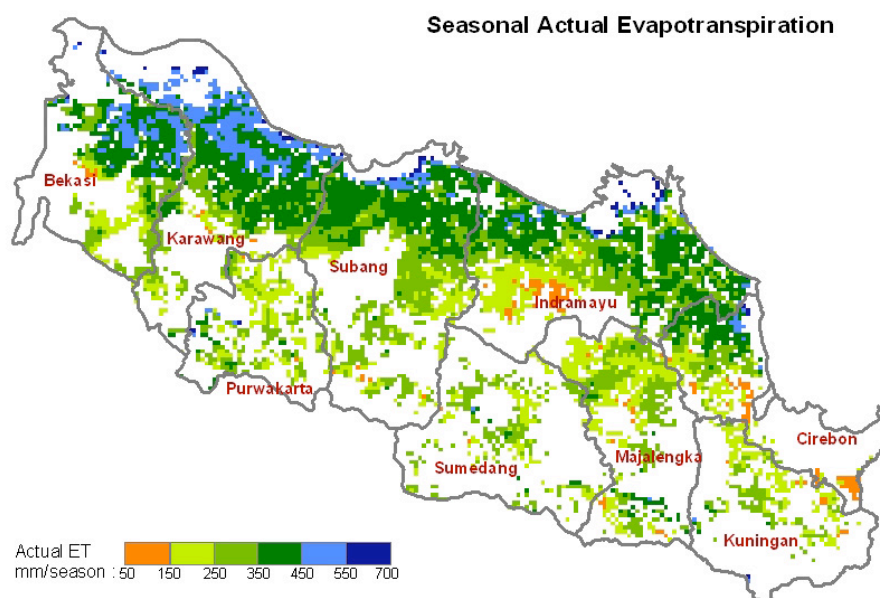 Seasonal Actual Evapotranspiration
Bekasi
Karawang
Subang
Indramayu
Purwakarta
Cirebon
Sumedang
Majalengka
Kuningan
Actual ET
mm/season : 50 150 250 350 450 550 700